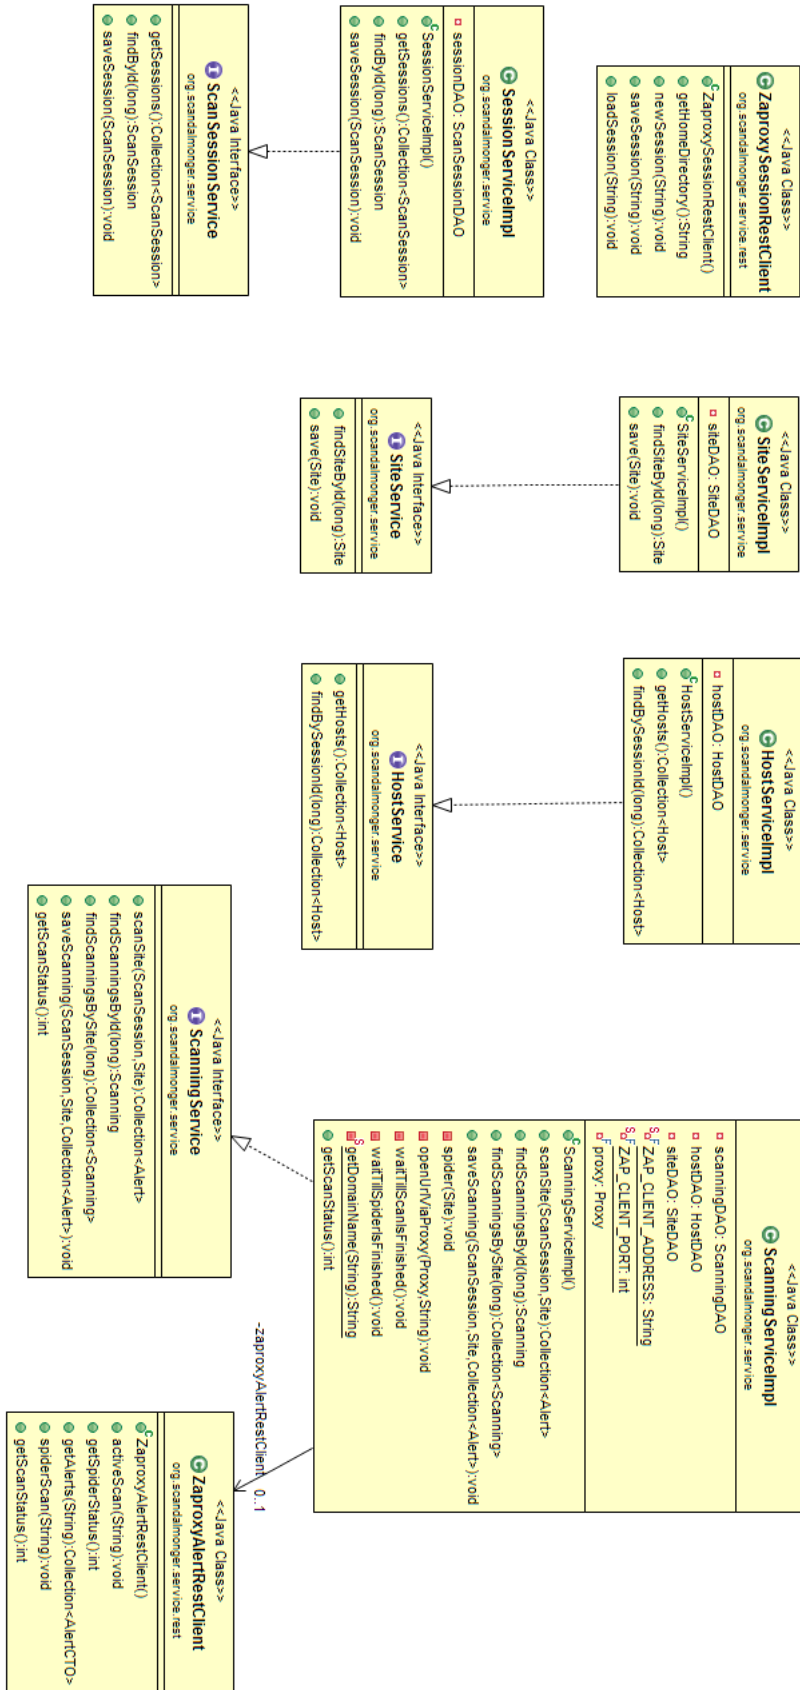 <<Java Class>>
ZaproxySessionRestClient
org.scandalmonger.service.rest
ZaproxySessionRestClient()
getHomeDirectory():String
newSession(String):void
saveSession(String):void
loadSession(String):void
<<Java Class>>
SiteServiceImpl
org.scandalmonger.service
siteDAO: SiteDAO
SiteServiceImpl()
findSiteById(long):Site
save(Site):void
<<Java Class>>
HostServiceImpl
org.scandalmonger.service
hostDAO: HostDAO
HostServiceImpl()
getHosts():Collection<Host>
findBySessionId(long):Collection<Host>
<<Java Class>>
ScanningServiceImpl
org.scandalmonger.service
scanningDAO: ScanningDAO
hostDAO: HostDAO
siteDAO: SiteDAO
ZAP_CLIENT_ADDRESS: String
ZAP_CLIENT_PORT: int
proxy: Proxy
ScanningServiceImpl()
scanSite(ScanSession,Site):Collection<Alert>
findScanningsById(long):Scanning
findScanningsBySite(long):Collection<Scanning>
saveScanning(ScanSession,Site,Collection<Alert>):void
spider(Site):void
openUrlViaProxy(Proxy,String):void
waitTillScanIsFinished():void
waitTillSpiderIsFinished():void
getDomainName(String):String
getScanStatus():int
<<Java Class>>
SessionServiceImpl
org.scandalmonger.service
sessionDAO: ScanSessionDAO
SessionServiceImpl()
getSessions():Collection<ScanSession>
findById(long):ScanSession
saveSession(ScanSession):void
<<Java Interface>>
SiteService
org.scandalmonger.service
findSiteById(long):Site
save(Site):void
<<Java Interface>>
HostService
org.scandalmonger.service
getHosts():Collection<Host>
findBySessionId(long):Collection<Host>
<<Java Interface>>
ScanSessionService
org.scandalmonger.service
getSessions():Collection<ScanSession>
findById(long):ScanSession
saveSession(ScanSession):void
<<Java Interface>>
ScanningService
org.scandalmonger.service
scanSite(ScanSession,Site):Collection<Alert>
findScanningsById(long):Scanning
findScanningsBySite(long):Collection<Scanning>
saveScanning(ScanSession,Site,Collection<Alert>):void
getScanStatus():int
-zaproxyAlertRestClient 0..1
<<Java Class>>
ZaproxyAlertRestClient
org.scandalmonger.service.rest
ZaproxyAlertRestClient()
activeScan(String):void
getSpiderStatus():int
getAlerts(String):Collection<AlertCTO>
spiderScan(String):void
getScanStatus():int